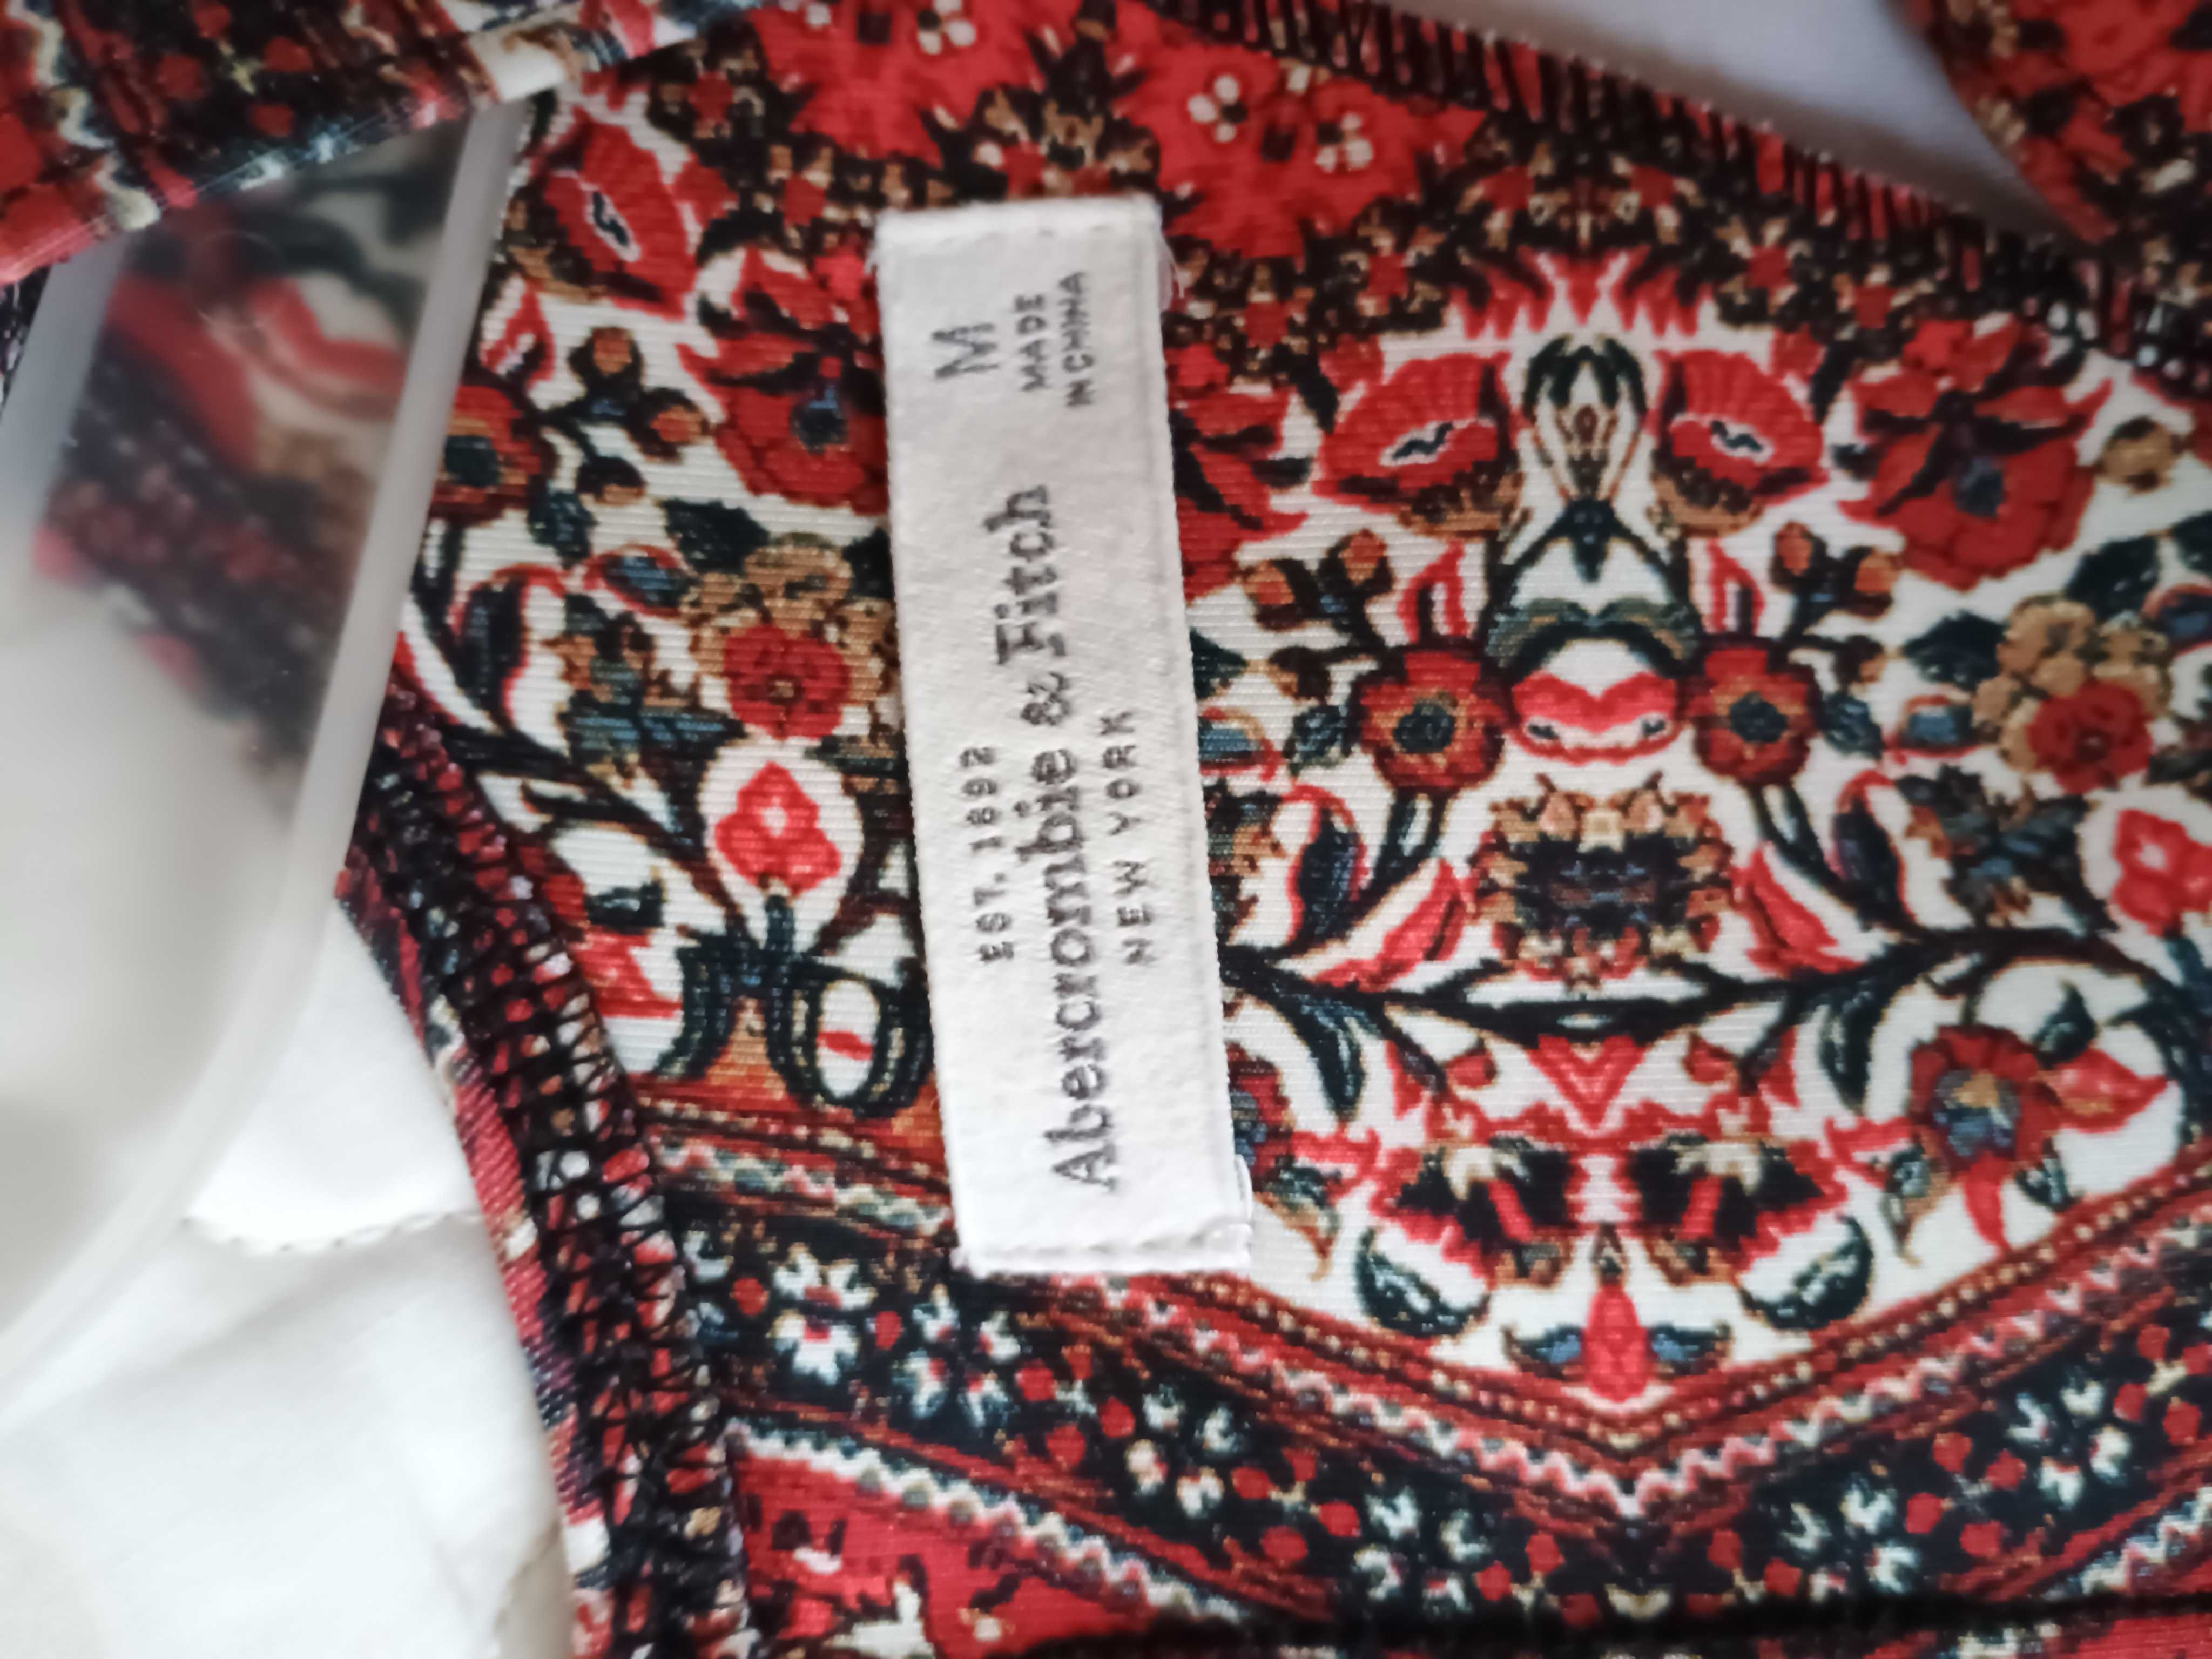 EST. 1892
Abercrombie & Fitch
NEW YORK
M
MADE
IN CHINA